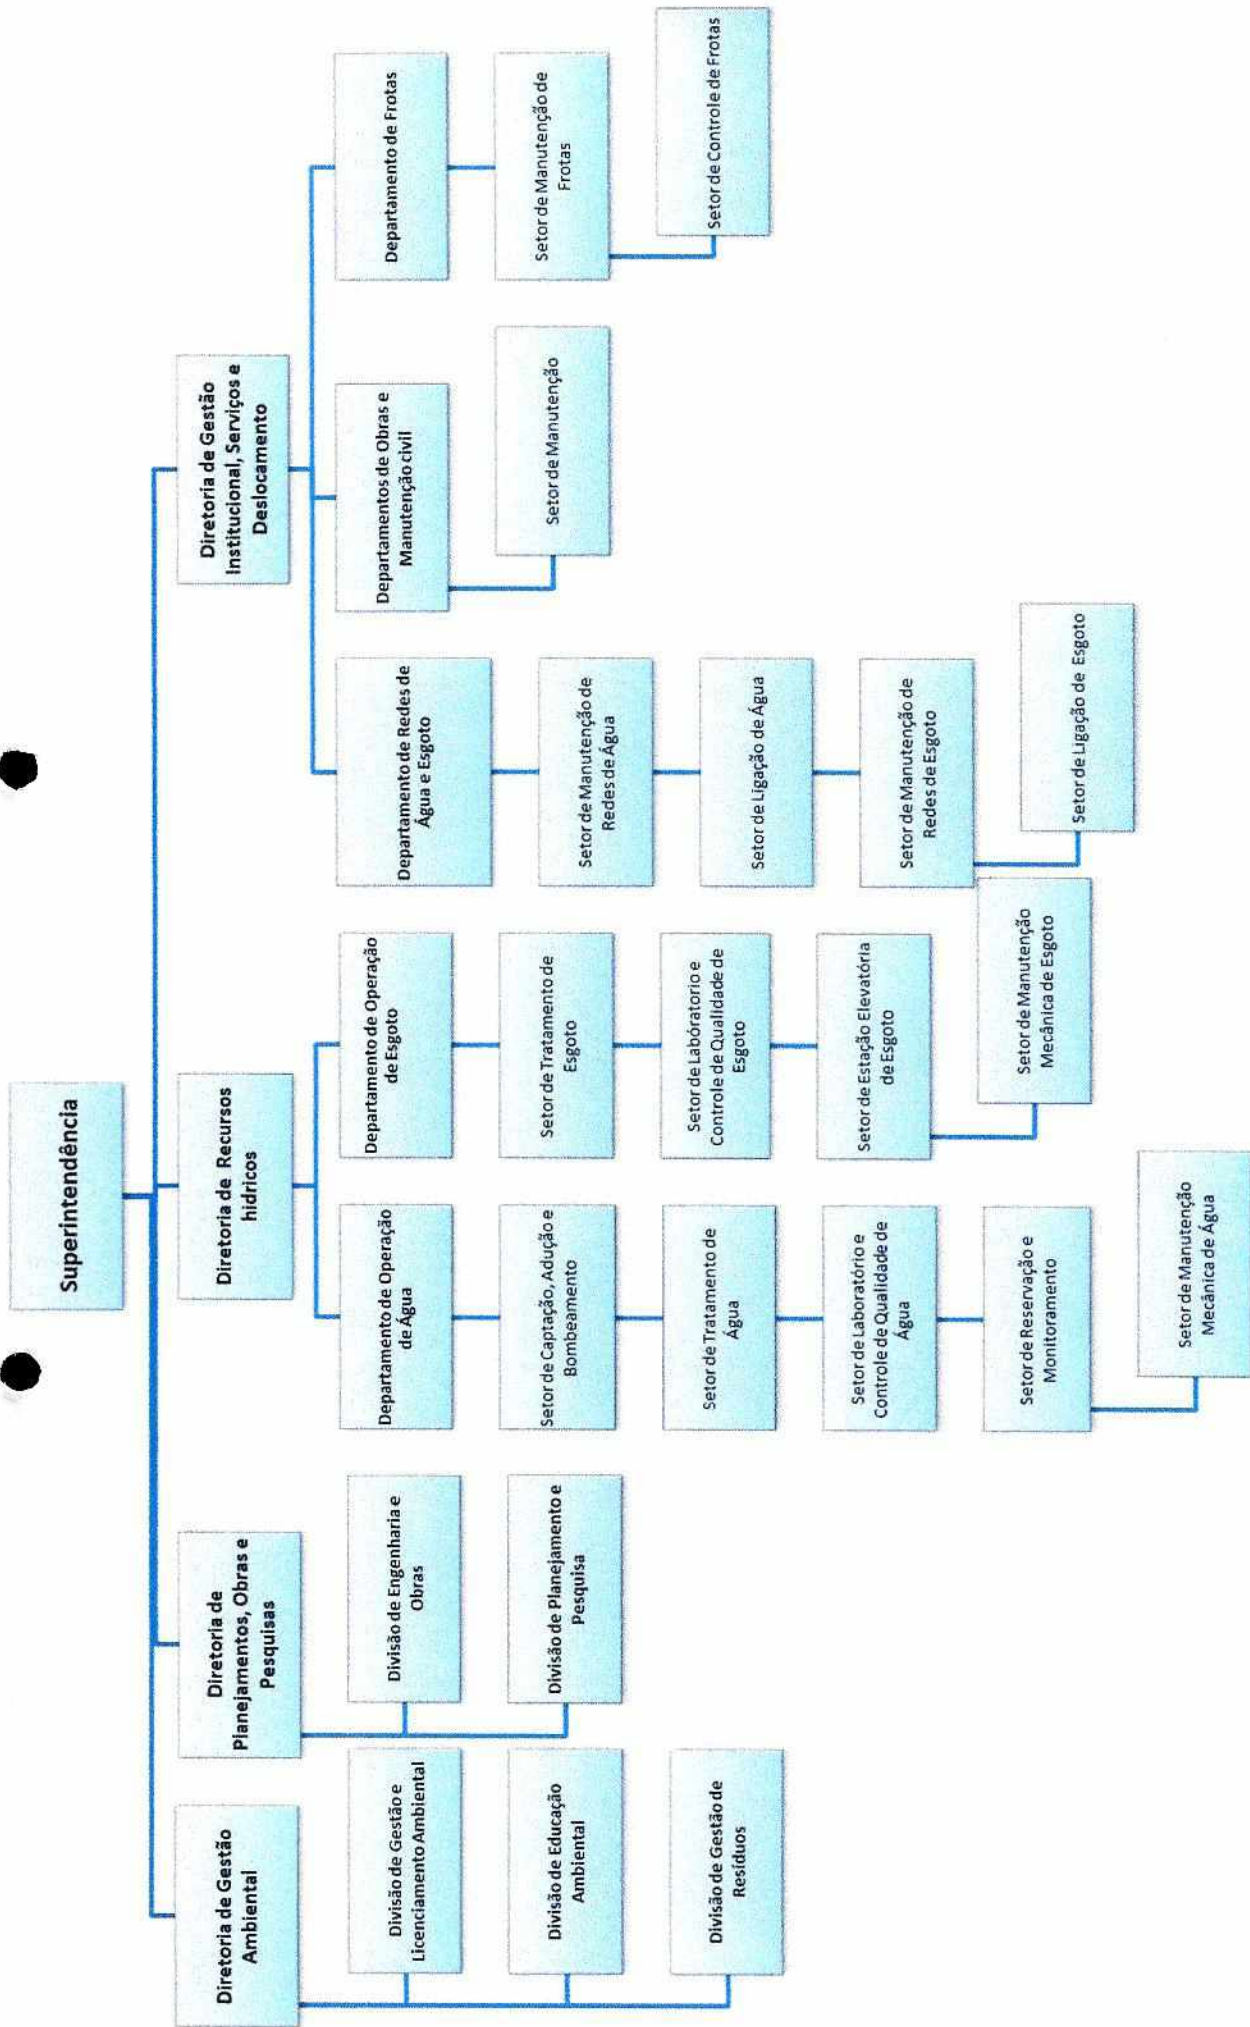 Superintendência
Diretoria de Gestão
Ambiental
Divisão de Gestão e
Licenciamento Ambiental
Divisão de Educação
Ambiental
Divisão de Gestão de
Resíduos
Diretoria de
Planejamentos, Obras e
Pesquisas
Divisão de Engenharia e
Obras
Divisão de Planejamento e
Pesquisa
Diretoria de Recursos
hídricos
Departamento de Operação
de Água
Setor de Captação, Adução e
Bombeamento
Setor de Tratamento de
Água
Setor de Laboratório e
Controle de Qualidade de
Água
Setor de Reservação e
Monitoramento
Setor de Manutenção
Mecânica de Água
Departamento de Operação
de Esgoto
Setor de Tratamento de
Esgoto
Setor de Labóratorio e
Controle de Qualidade de
Esgoto
Setor de Estação Elevatória
de Esgoto
Setor de Manutenção
Mecânica de Esgoto
Diretoria de Gestão
Institucional, Serviços e
Deslocamento
Departamento de Redes de
Água e Esgoto
Setor de Manutenção de
Redes de Água
Setor de Ligação de Água
Setor de Manutenção de
Redes de Esgoto
Setor de Ligação de Esgoto
Departamentos de Obras e
Manutenção civil
Setor de Manutenção
Departamento de Frotas
Setor de Manutenção de
Frotas
Setor de Controle de Frotas